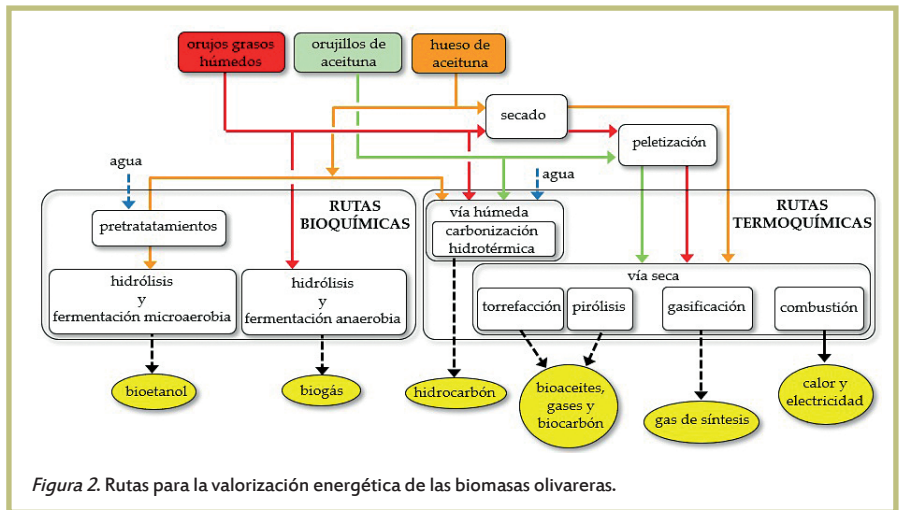 orujos grasos
húmedos
orujillos de
aceituna
hueso de
aceituna
secado
peletización
agua
agua
RUTAS
BIOQUÍMICAS
pretratatamientos
hidrólisis
y
fermentación microaerobia
hidrólisis
y
fermentación anaerobia
RUTAS
TERMOQUÍMICAS
vía húmeda
carbonización
hidrotérmica
vía seca
torrefacción
pirólisis
gasificación
combustión
bioetanol
biogás
hidrocarbón
bioaceites,
gases y
biocarbón
gas de síntesis
calor y
electricidad
Figura 2. Rutas para la valorización energética de las biomasas olivareras.